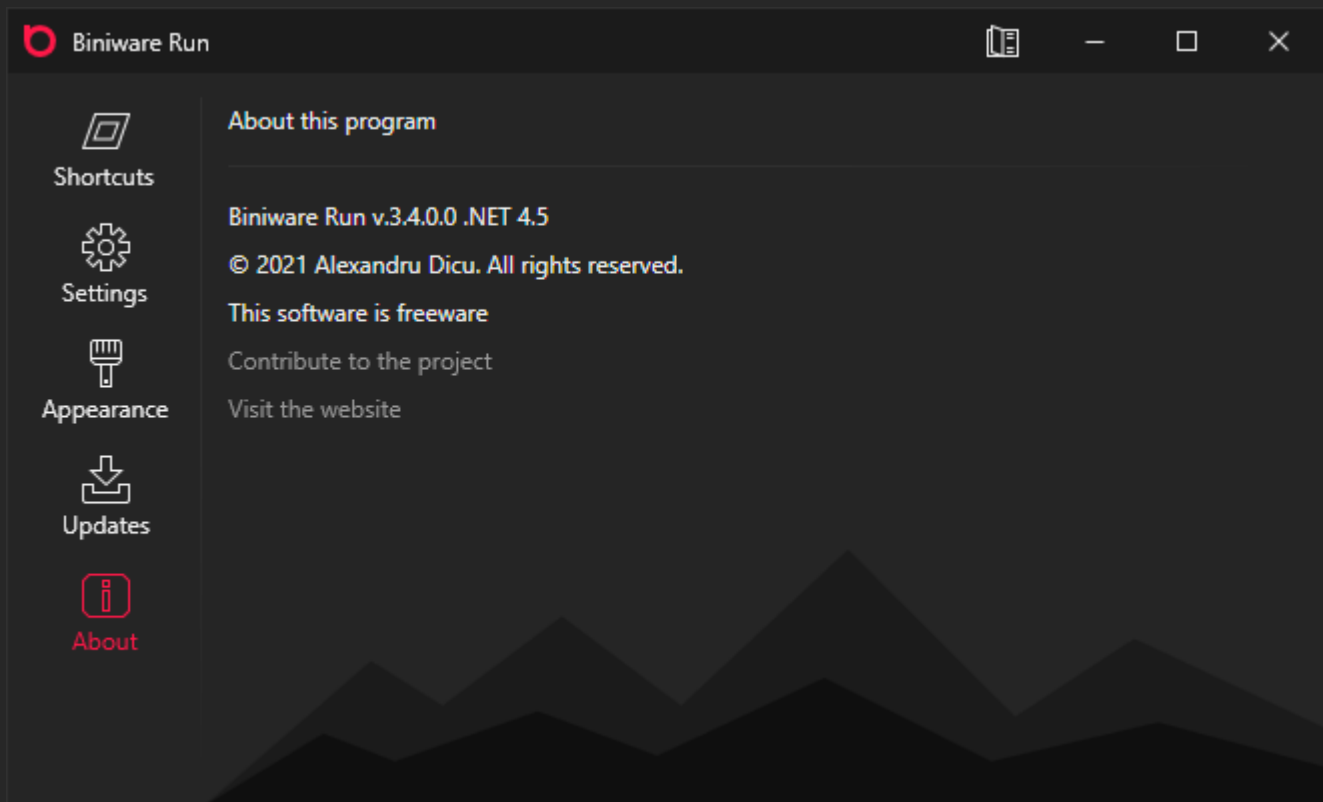 Biniware Run
Shortcuts
Settings
Appearance
Updates
About
About this program
Biniware Run v.3.4.0.0 .NET 4.5
© 2021 Alexandru Dicu. All rights reserved.
This software is freeware
Contribute to the project
Visit the website